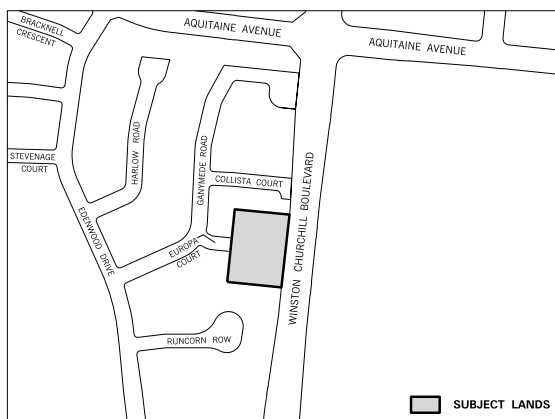 BRACKNELL
CRESCENT
AQUITAINE AVENUE
AQUITAINE AVENUE
STEVENAGE
COURT
HARLOW ROAD
GANYMEDE ROAD
COLLISTA COURT
WINSTON CHURCHILL BOULEVARD
EDENWOOD DRIVE
EUROPA
COURT
RUNCORN ROW
SUBJECT LANDS